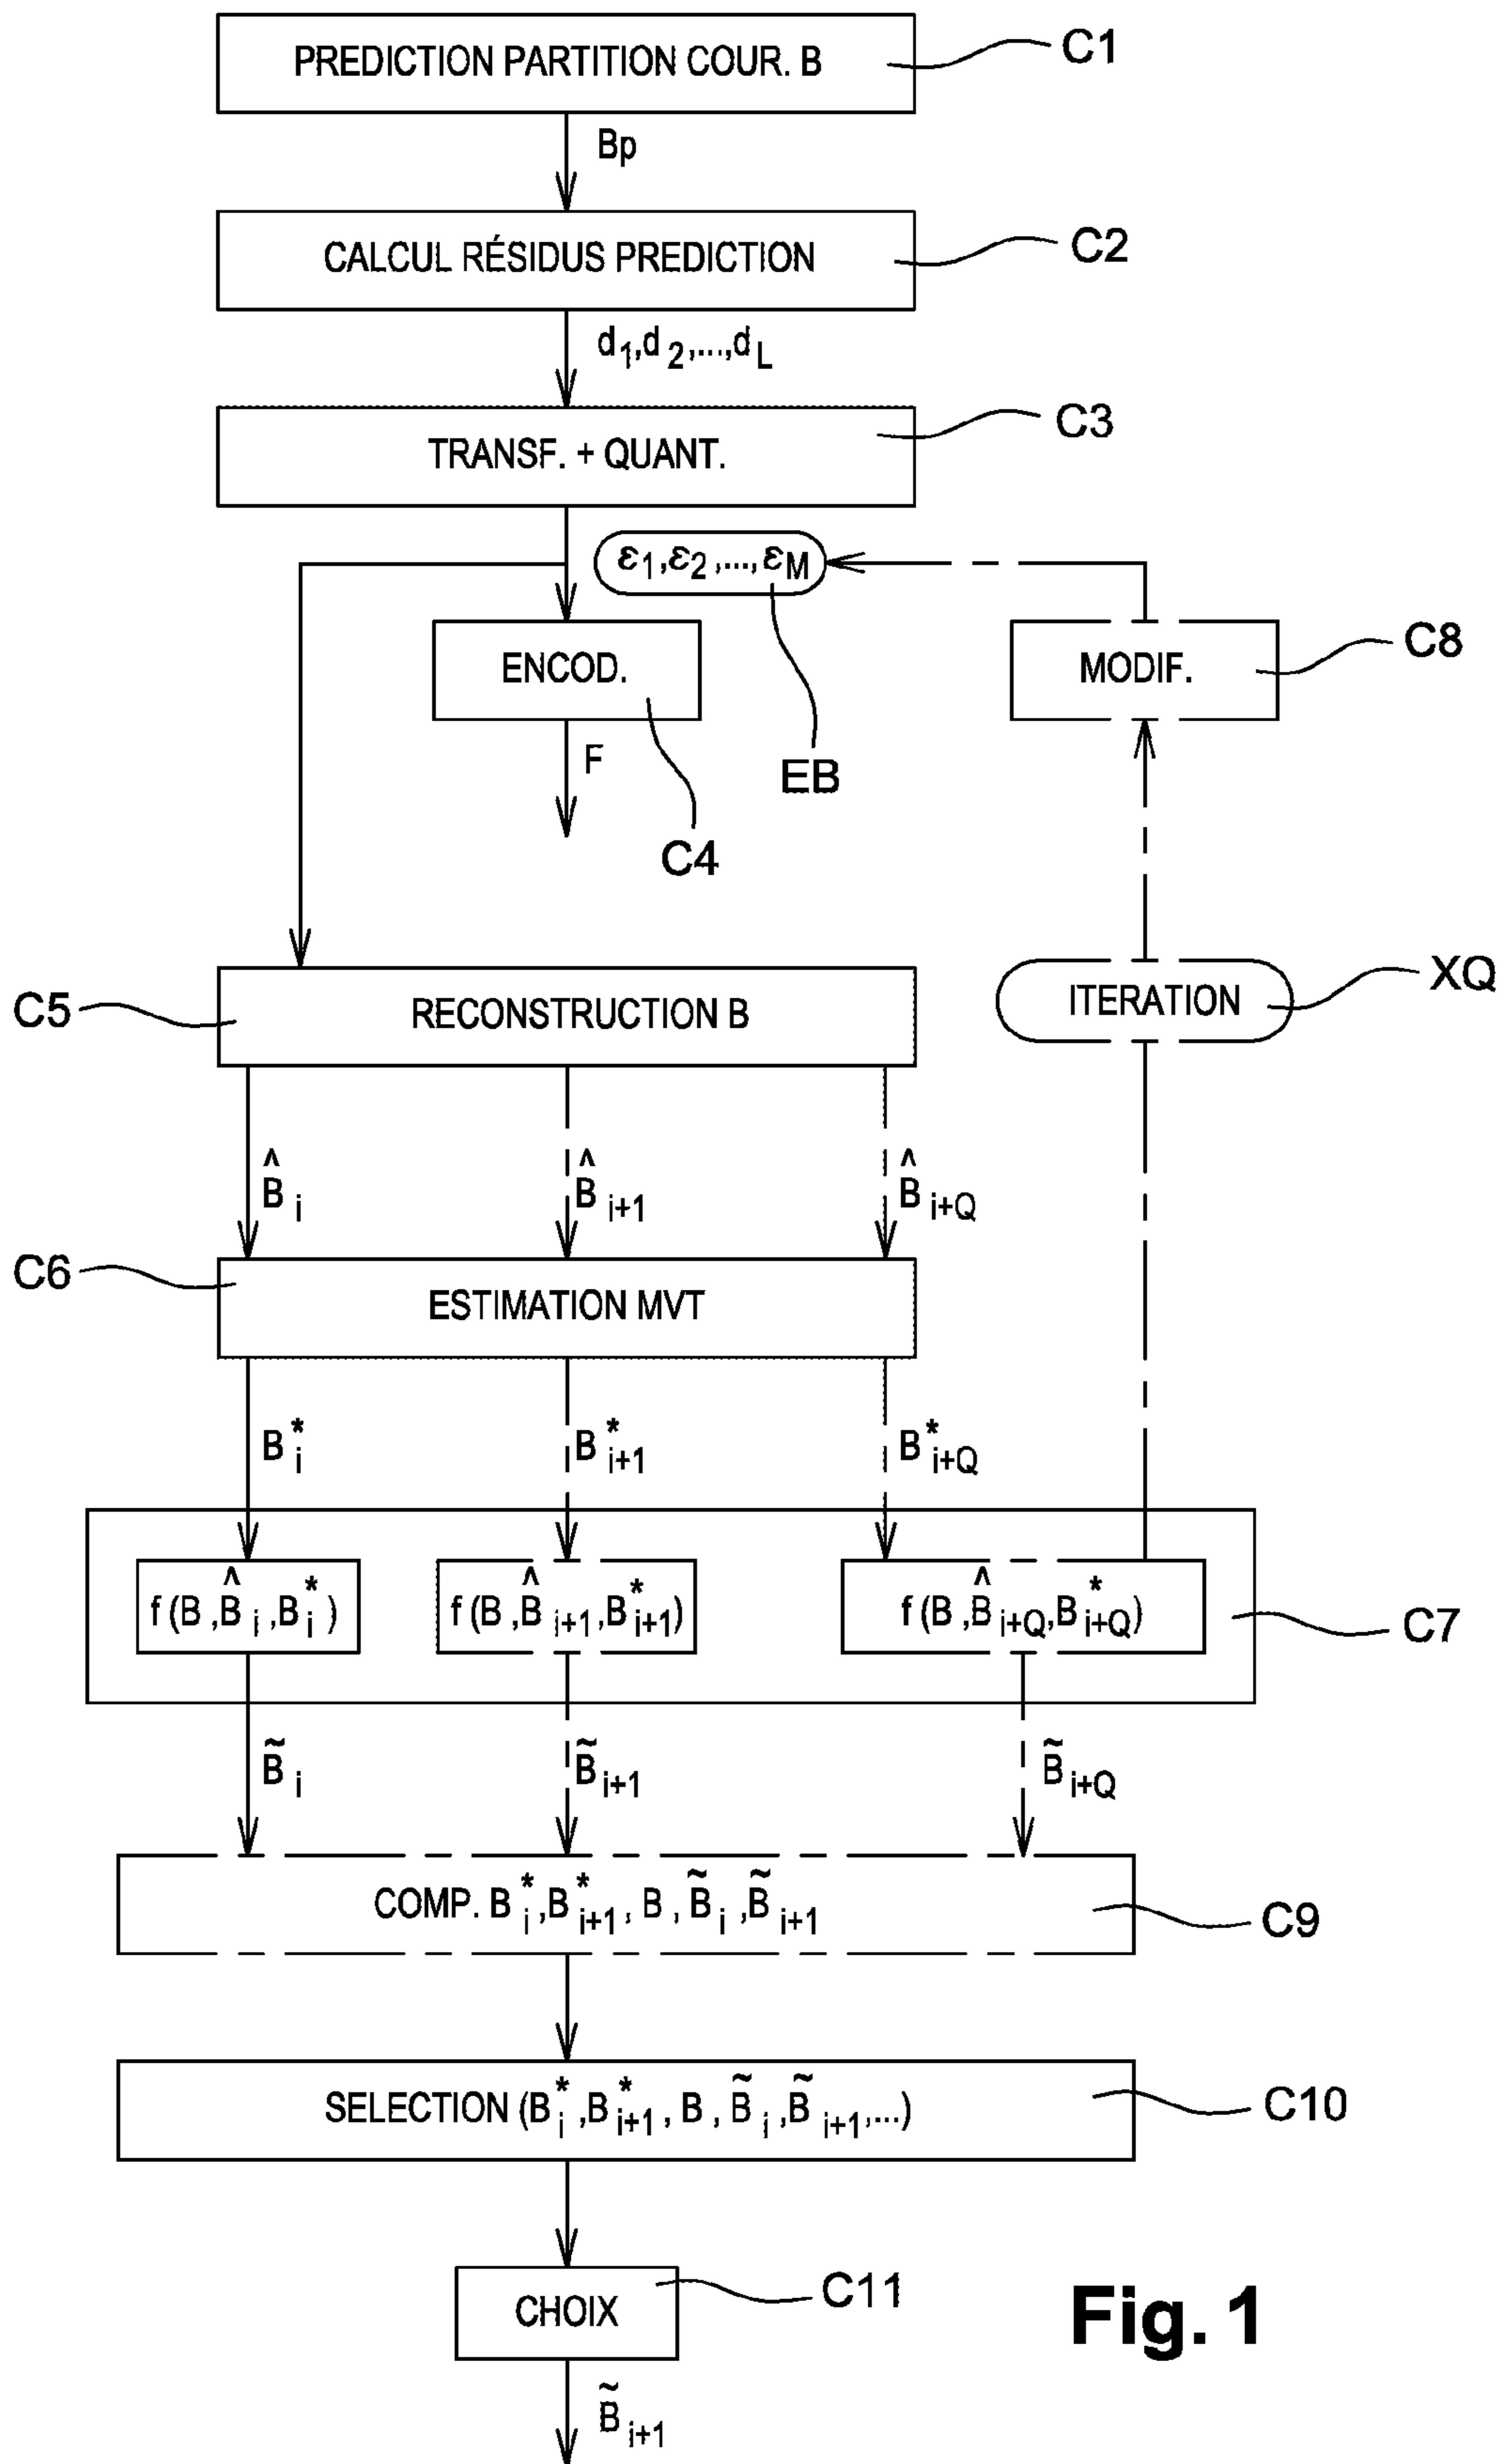 PREDICTION PARTITION COUR. B
C1
Bp
CALCUL RÉSIDUS PREDICTION
C2
d1,d2,...,dL
TRANSF. + QUANT.
C3
ε1,ε2,...,εM
ENCOD.
MODIF.
C8
F
EB
C4
RECONSTRUCTION B
C5
ITERATION
XQ
B̂i
B̂i+1
B̂i+Q
C6
ESTIMATION MVT
B*i
B*i+1
B*i+Q
f(B,B̂i,B*i)
f(B,B̂i+1,B*i+1)
f(B,B̂i+Q,B*i+Q)
C7
B̃i
B̃i+1
B̃i+Q
COMP. B*i,B*i+1, B, B̃i,B̃i+1
C9
SELECTION (B*i,B*i+1, B, B̃i,B̃i+1,...)
C10
CHOIX
C11
B̃i+1
Fig. 1